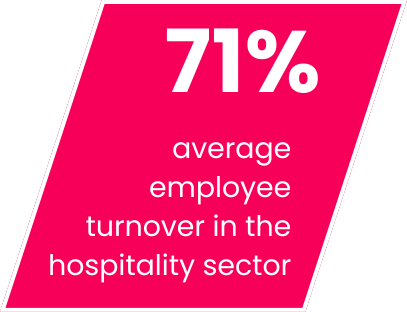 71%
average
employee
turnover in the
hospitality sector